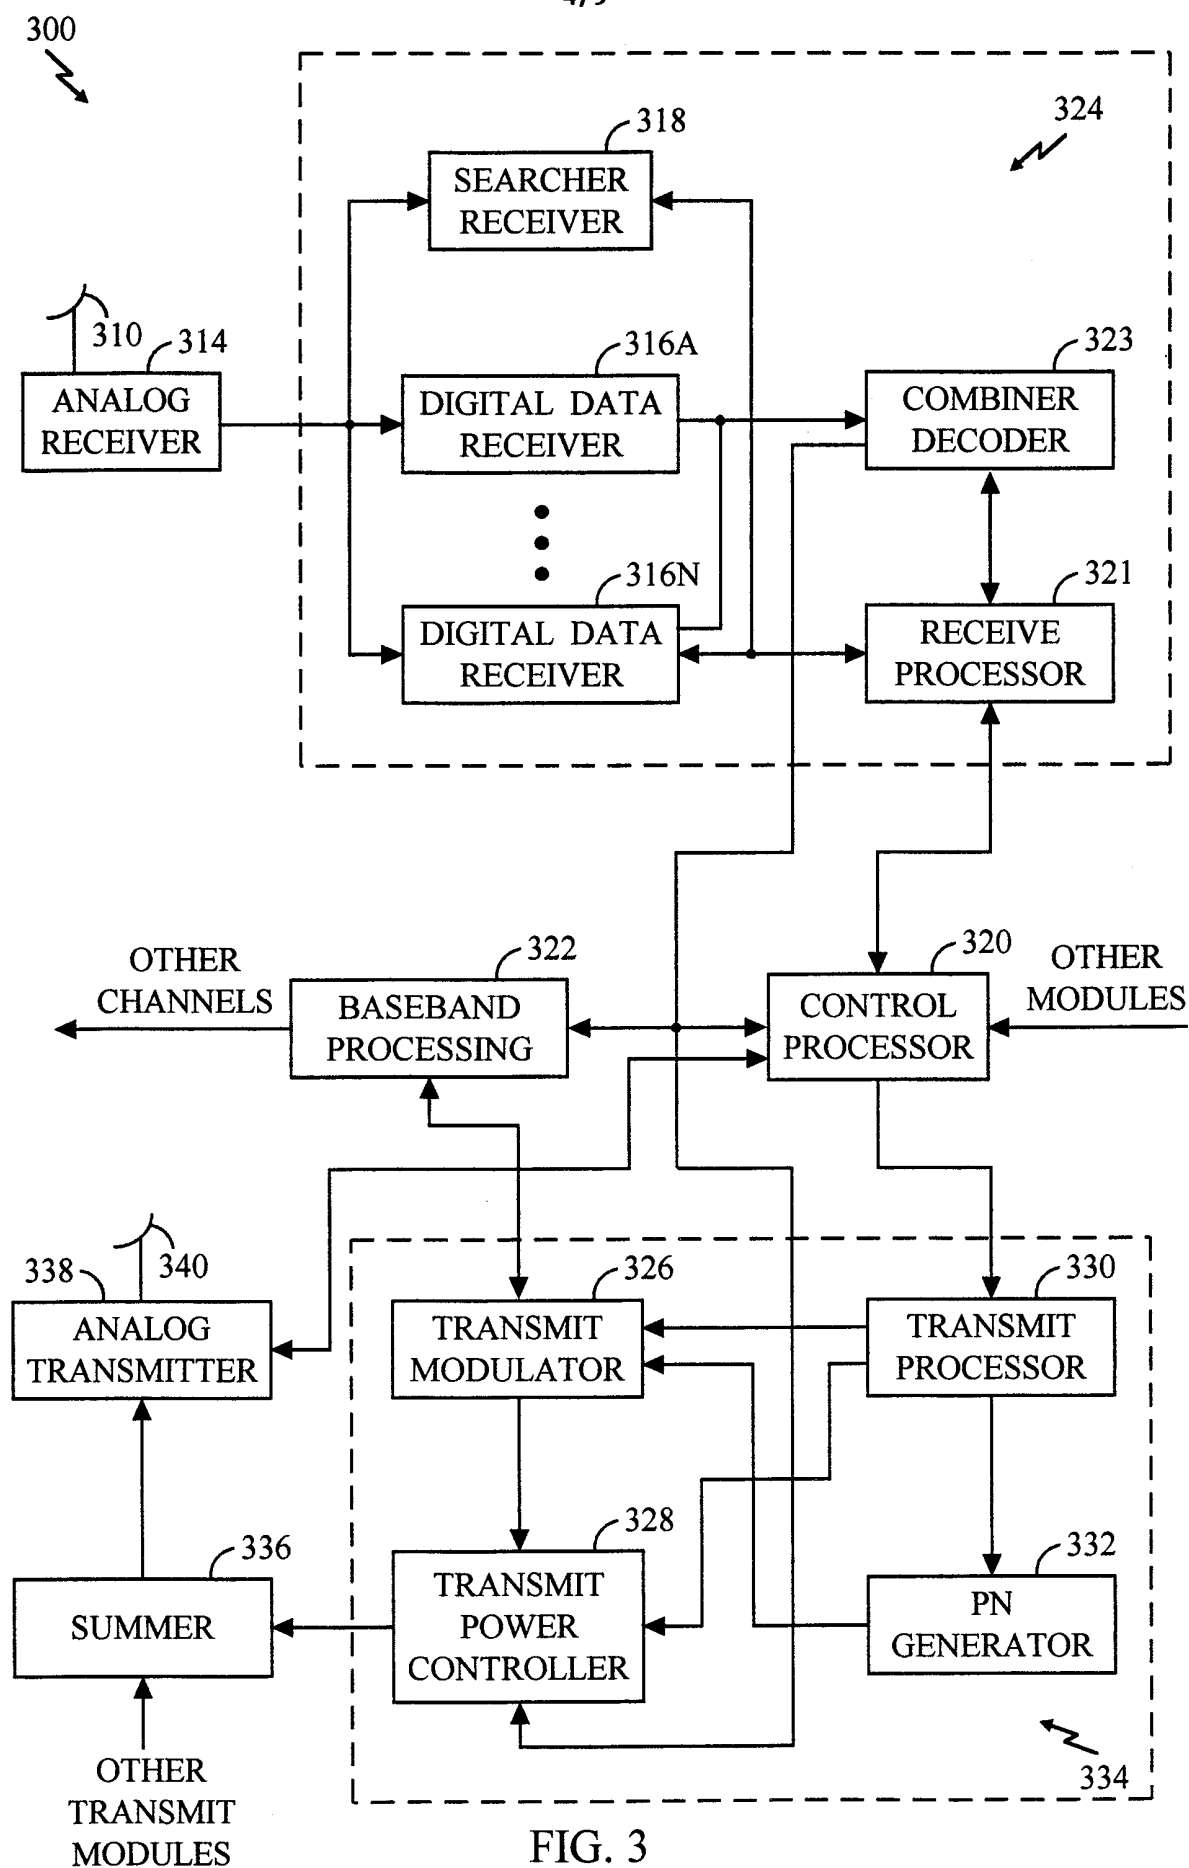 300
324
318
SEARCHER
RECEIVER
310
314
ANALOG
RECEIVER
316A
DIGITAL DATA
RECEIVER
323
COMBINER
DECODER
316N
DIGITAL DATA
RECEIVER
321
RECEIVE
PROCESSOR
OTHER
CHANNELS
322
BASEBAND
PROCESSING
320
CONTROL
PROCESSOR
OTHER
MODULES
338
340
ANALOG
TRANSMITTER
326
TRANSMIT
MODULATOR
330
TRANSMIT
PROCESSOR
336
SUMMER
328
TRANSMIT
POWER
CONTROLLER
332
PN
GENERATOR
OTHER
TRANSMIT
MODULES
334
FIG. 3